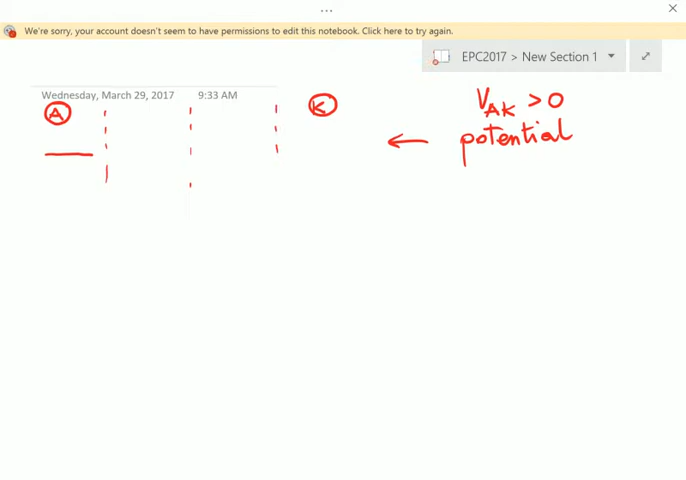 We're sorry, your account doesn't seem to have permissions to edit this notebook. Click here to try again.
EPC2017 > New Section 1
Wednesday, March 29, 2017 9:33 AM
A K V_AK > 0
← potential